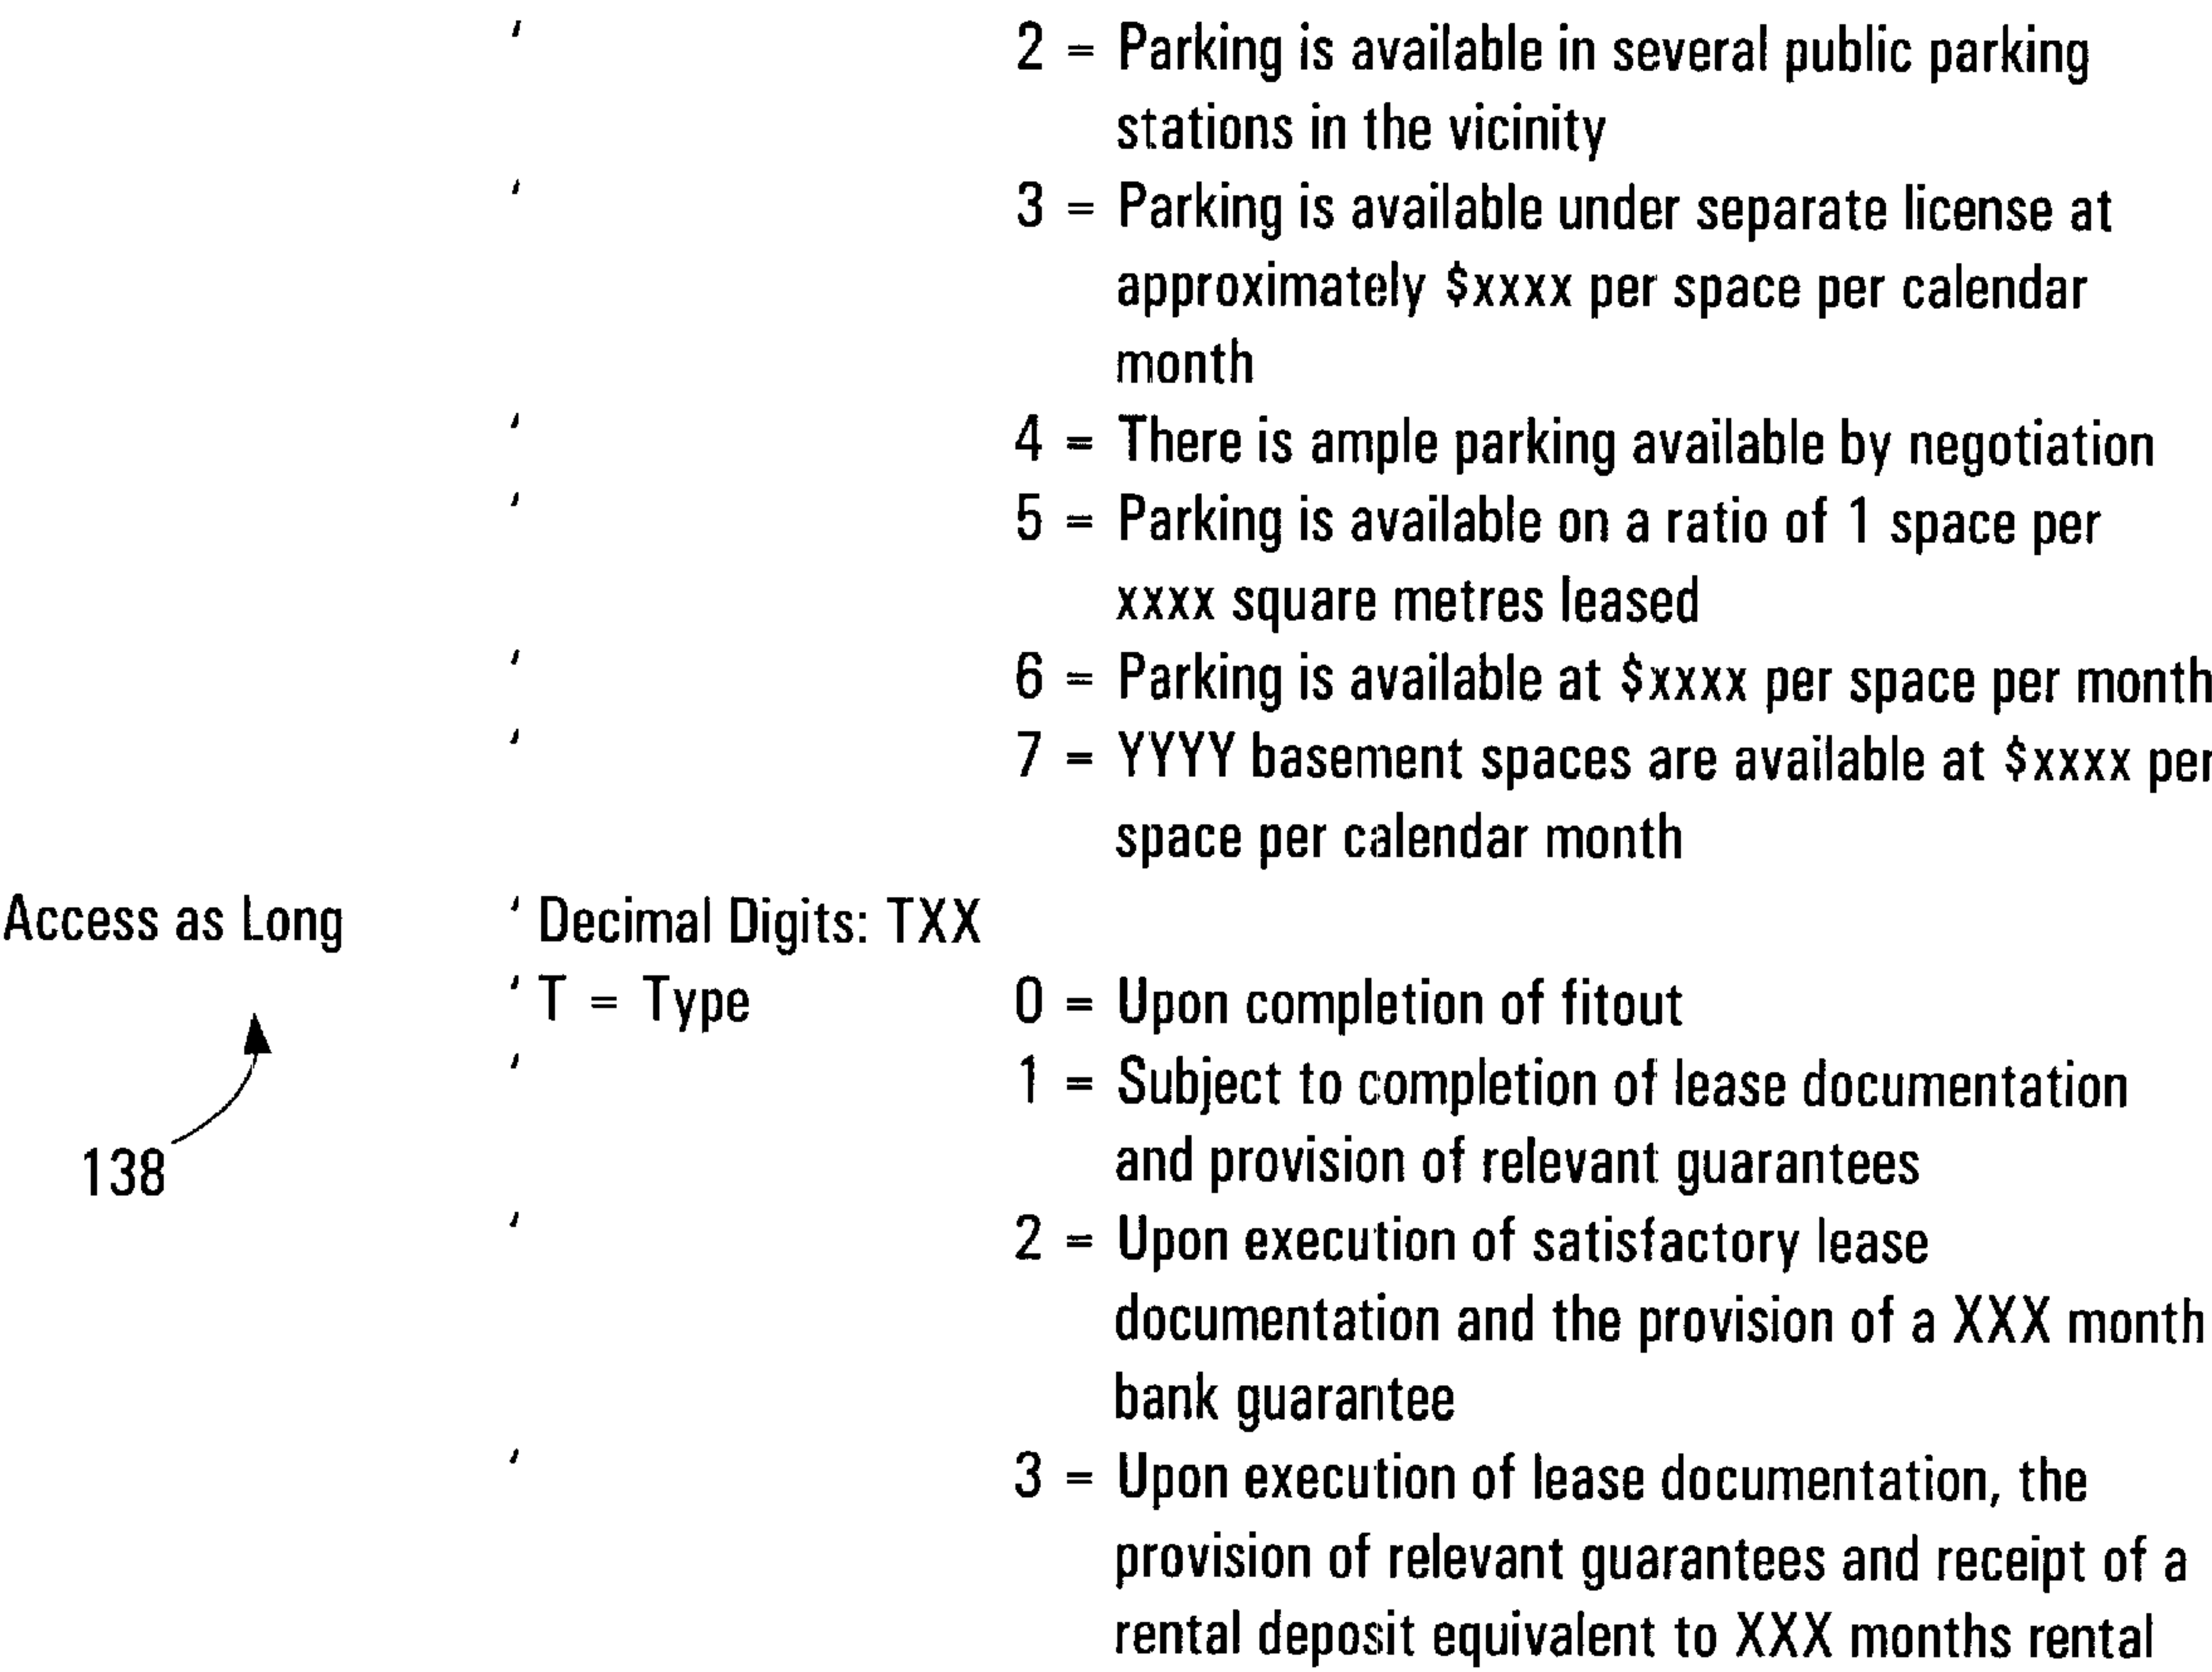 ' 2 = Parking is available in several public parking
stations in the vicinity
' 3 = Parking is available under separate license at
approximately $xxxx per space per calendar
month
' 4 = There is ample parking available by negotiation
' 5 = Parking is available on a ratio of 1 space per
xxxx square metres leased
' 6 = Parking is available at $xxxx per space per month
' 7 = YYYY basement spaces are available at $xxxx per
space per calendar month
Access as Long ' Decimal Digits: TXX
' T = Type 0 = Upon completion of fitout
' 1 = Subject to completion of lease documentation
and provision of relevant guarantees
138
' 2 = Upon execution of satisfactory lease
documentation and the provision of a XXX month
bank guarantee
' 3 = Upon execution of lease documentation, the
provision of relevant guarantees and receipt of a
rental deposit equivalent to XXX months rental